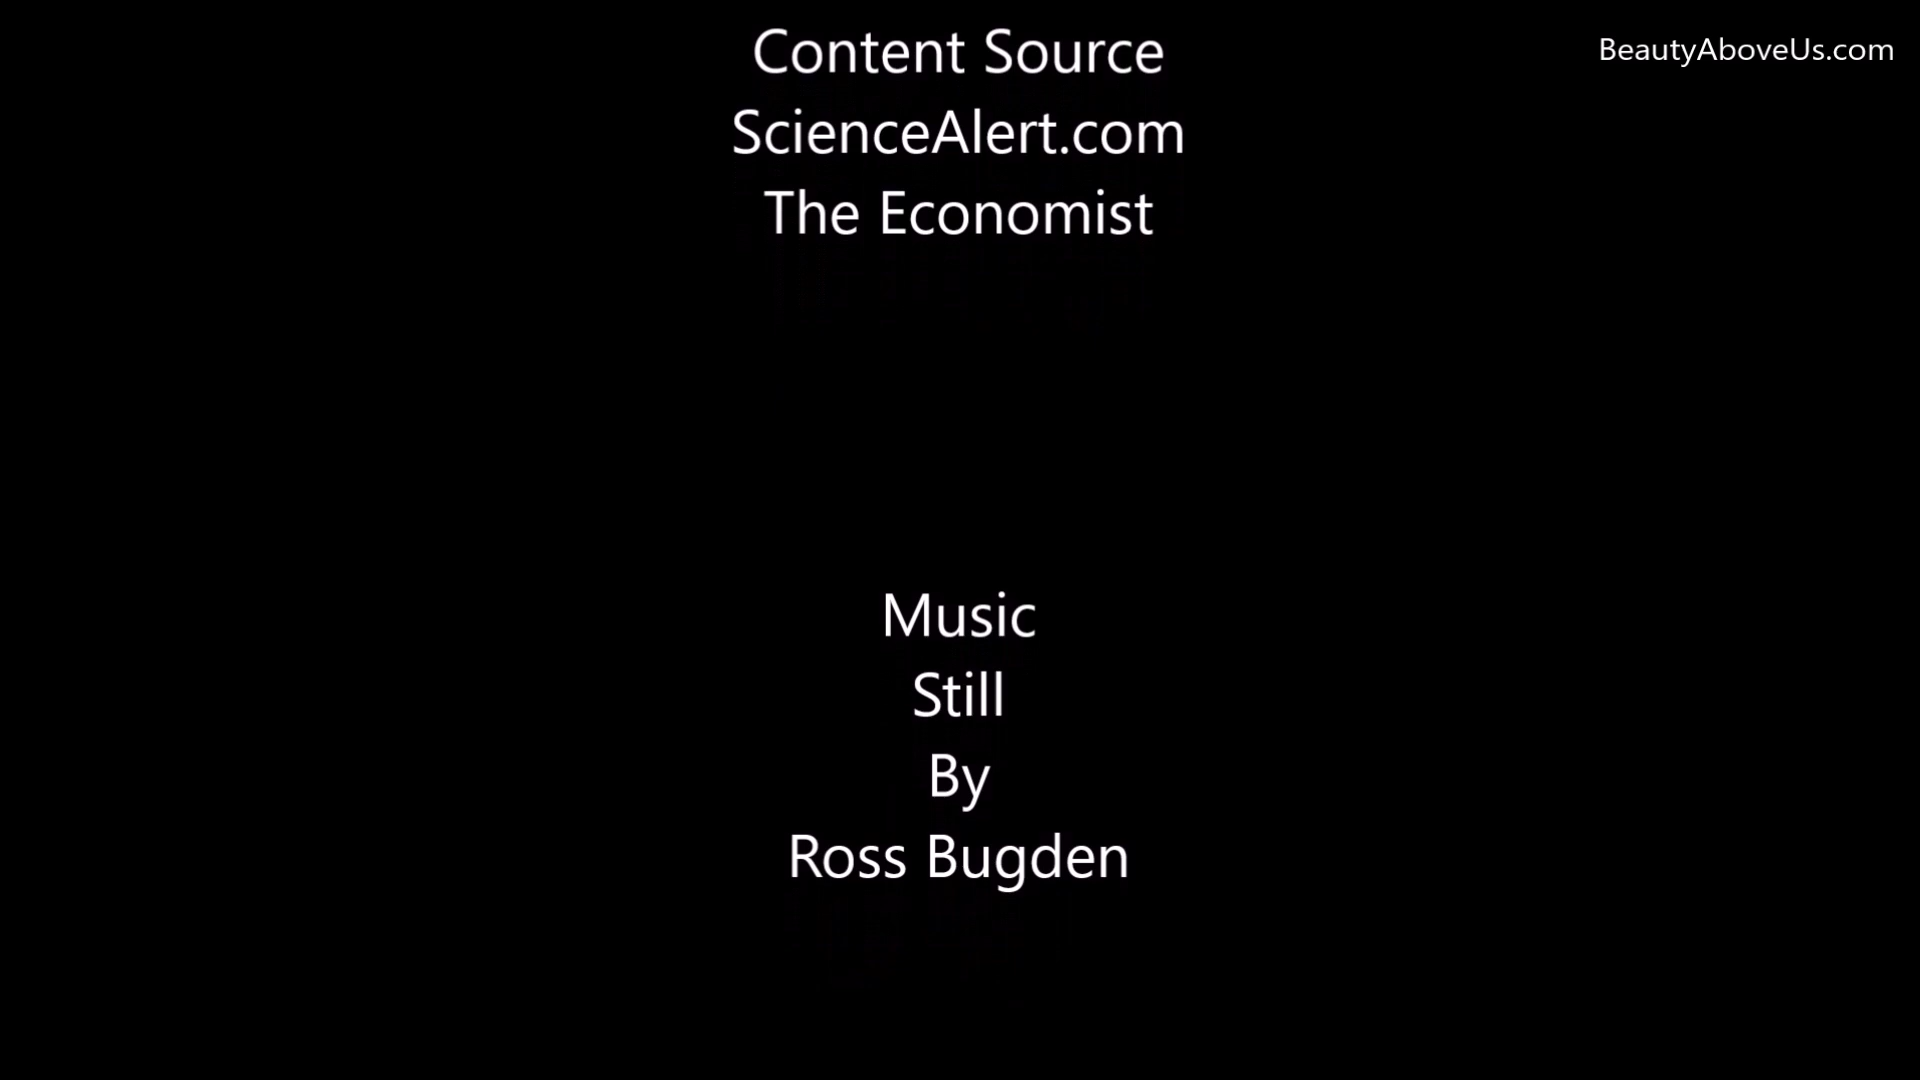 Content Source
BeautyAboveUs.com
ScienceAlert.com
The Economist
Music
Still
By
Ross Bugden